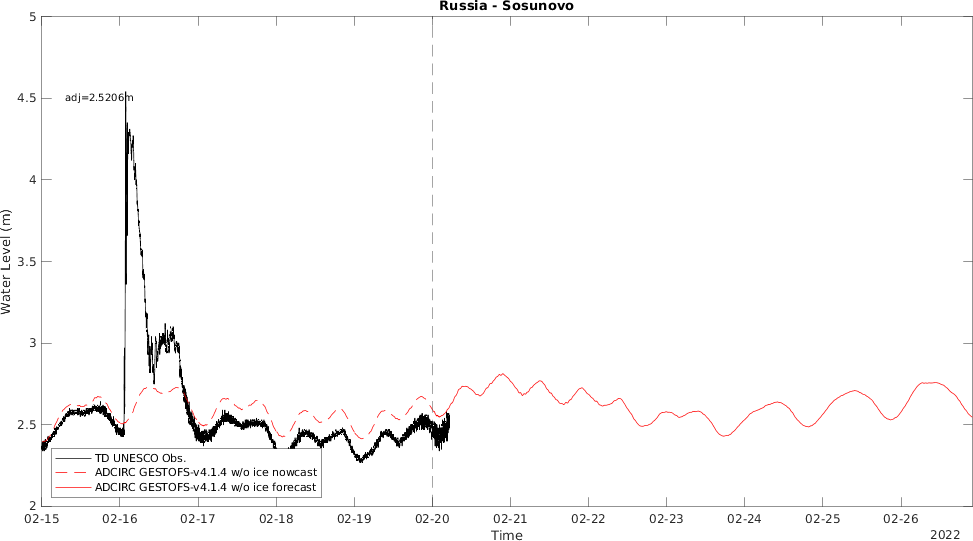 Russia - Sosunovo
5
4.5
4
3.5
3
2.5
2
Water Level (m)
adj=2.5206m
TD UNESCO Obs.
ADCIRC GESTOFS-v4.1.4 w/o ice nowcast
ADCIRC GESTOFS-v4.1.4 w/o ice forecast
02-15 02-16 02-17 02-18 02-19 02-20 02-21 02-22 02-23 02-24 02-25 02-26
Time
2022